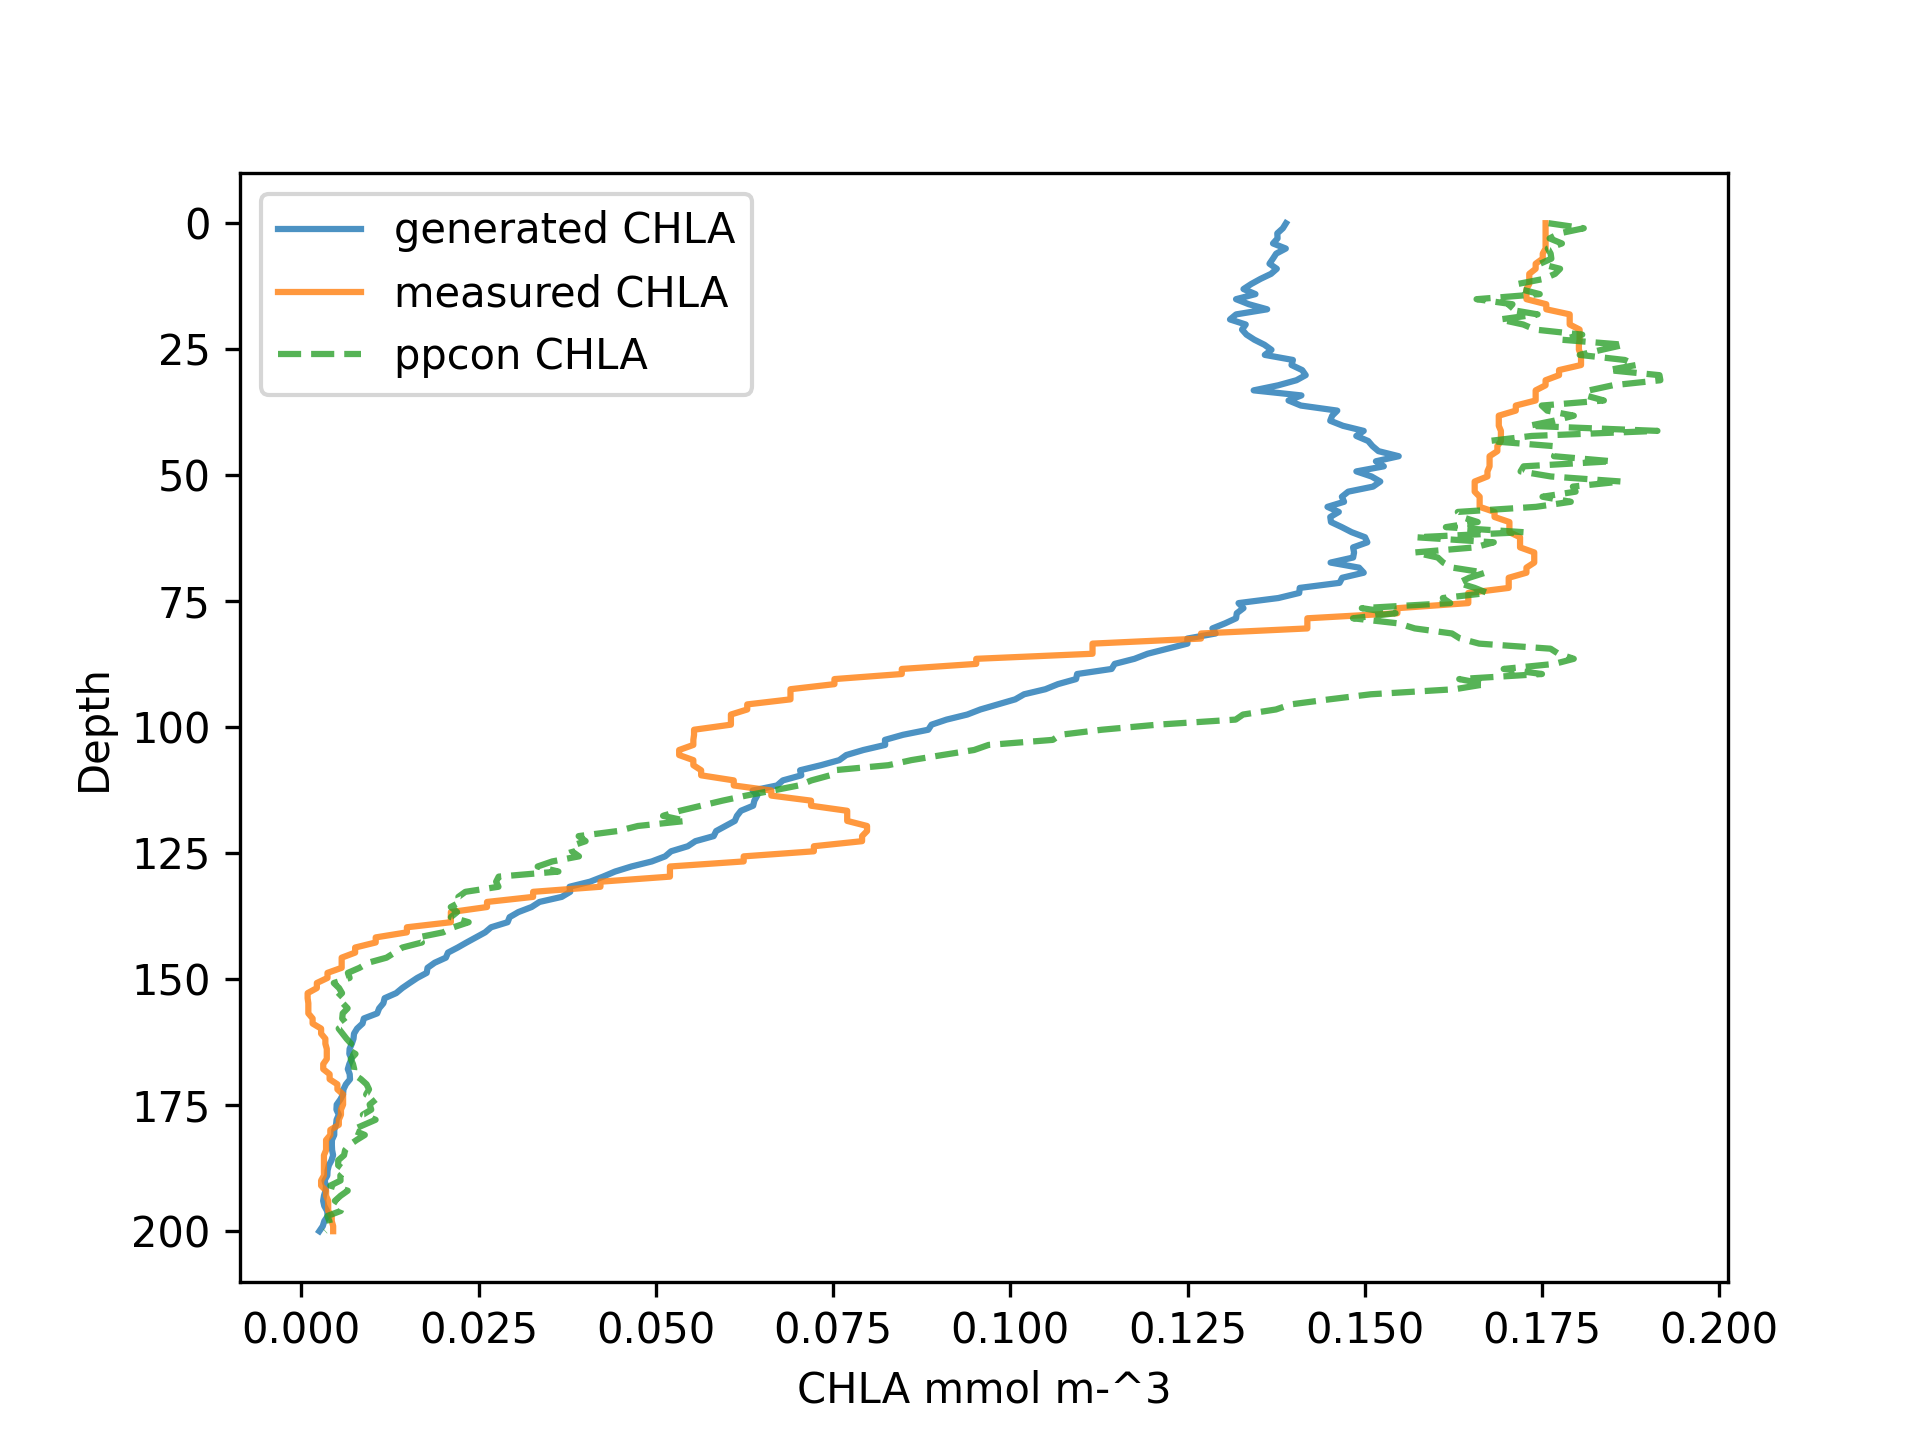 generated CHLA
measured CHLA
ppcon CHLA
0
25
50
75
100
125
150
175
200
Depth
0.000 0.025 0.050 0.075 0.100 0.125 0.150 0.175 0.200
CHLA mmol m-^3